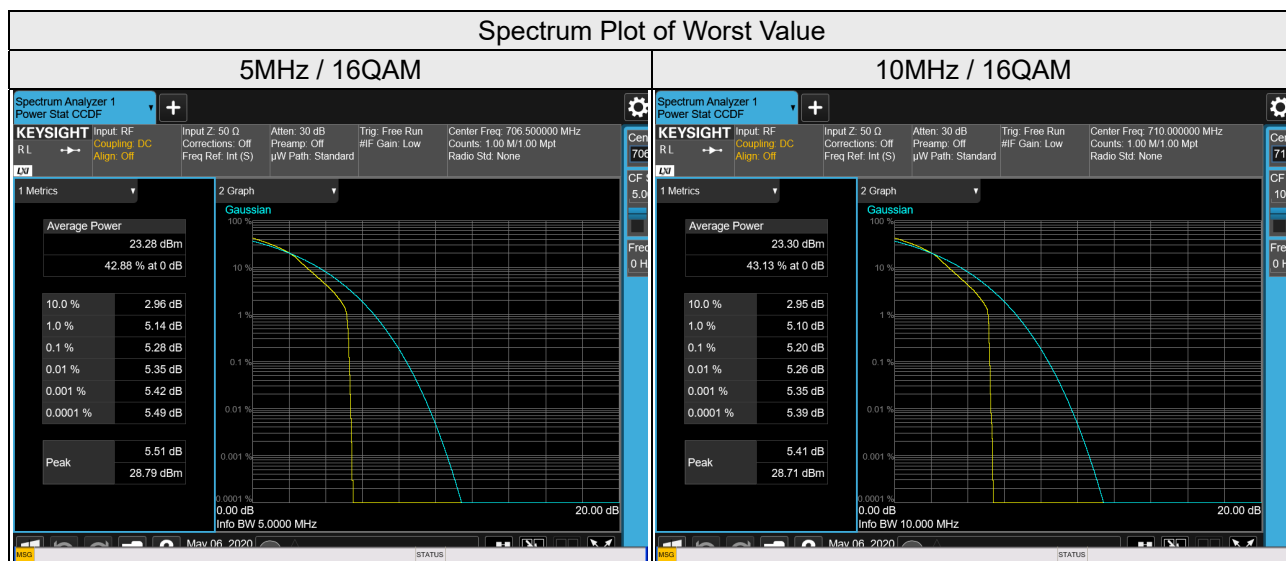 Spectrum Plot of Worst Value
5MHz / 16QAM
10MHz / 16QAM
Spectrum Analyzer 1
Power Stat CCDF
+
KEYSIGHT
R L
LXI
Input: RF
Coupling: DC
Align: Off
Input Z: 50 Ω
Corrections: Off
Freq Ref: Int (S)
Atten: 30 dB
Preamp: Off
µW Path: Standard
Trig: Free Run
#IF Gain: Low
Center Freq: 706.500000 MHz
Counts: 1.00 M/1.00 Mpt
Radio Std: None
1 Metrics
2 Graph
Average Power
23.28 dBm
42.88 % at 0 dB
10.0 % 2.96 dB
1.0 % 5.14 dB
0.1 % 5.28 dB
0.01 % 5.35 dB
0.001 % 5.42 dB
0.0001 % 5.49 dB
Peak
5.51 dB
28.79 dBm
Gaussian
100 %
10 %
1 %
0.1 %
0.01 %
0.001 %
0.0001 %
0.00 dB 20.00 dB
Info BW 5.0000 MHz
May 06, 2020
MSG STATUS
Spectrum Analyzer 1
Power Stat CCDF
+
KEYSIGHT
R L
LXI
Input: RF
Coupling: DC
Align: Off
Input Z: 50 Ω
Corrections: Off
Freq Ref: Int (S)
Atten: 30 dB
Preamp: Off
µW Path: Standard
Trig: Free Run
#IF Gain: Low
Center Freq: 710.000000 MHz
Counts: 1.00 M/1.00 Mpt
Radio Std: None
1 Metrics
2 Graph
Average Power
23.30 dBm
43.13 % at 0 dB
10.0 % 2.95 dB
1.0 % 5.10 dB
0.1 % 5.20 dB
0.01 % 5.26 dB
0.001 % 5.35 dB
0.0001 % 5.39 dB
Peak
5.41 dB
28.71 dBm
Gaussian
100 %
10 %
1 %
0.1 %
0.01 %
0.001 %
0.0001 %
0.00 dB 20.00 dB
Info BW 10.000 MHz
May 06, 2020
MSG STATUS